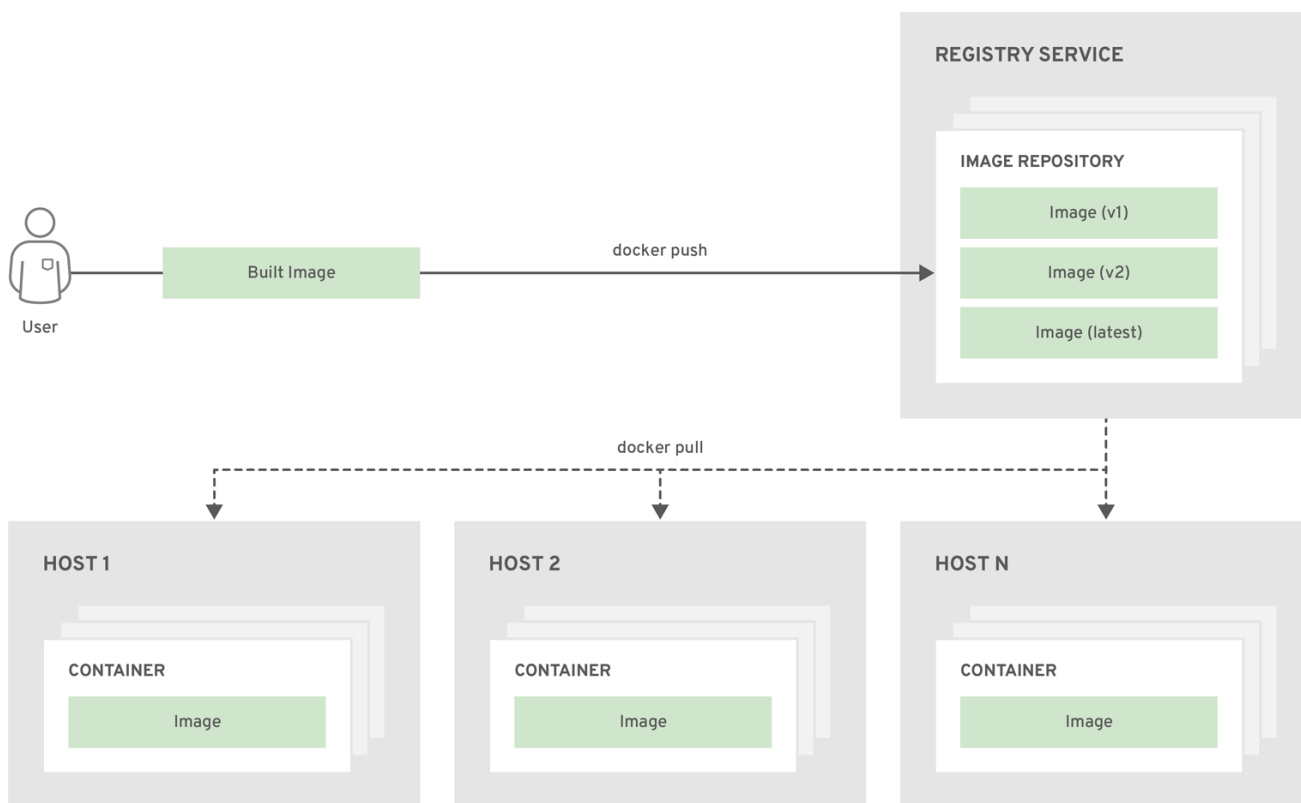 REGISTRY SERVICE
IMAGE REPOSITORY
Image (v1)
Built Image
docker push
Image (v2)
User
Image (latest)
docker pull
HOST 1
CONTAINER
Image
HOST 2
CONTAINER
Image
HOST N
CONTAINER
Image